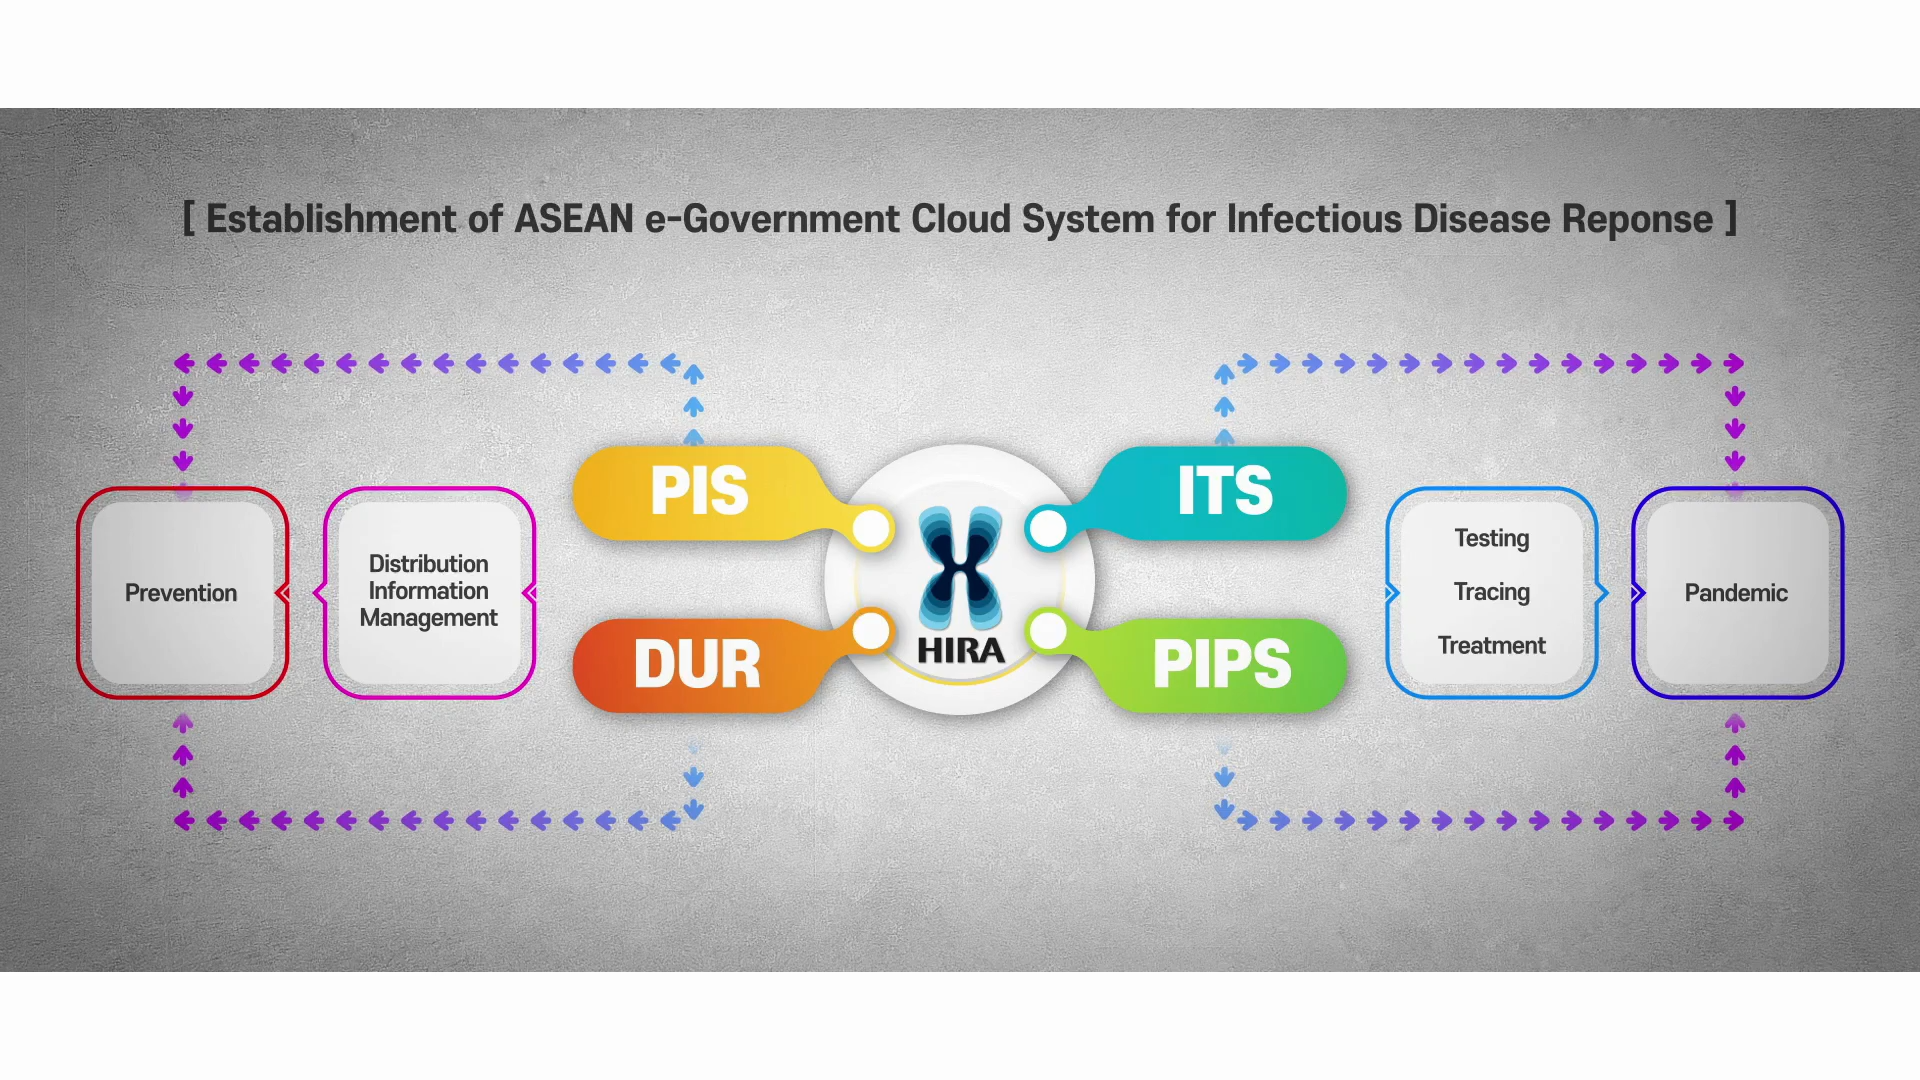 [ Establishment of ASEAN e-Government Cloud System for Infectious Disease Reponse ]
PIS
ITS
Prevention
Distribution
Information
Management
HIRA
Testing
Tracing
Treatment
Pandemic
DUR
PIPS